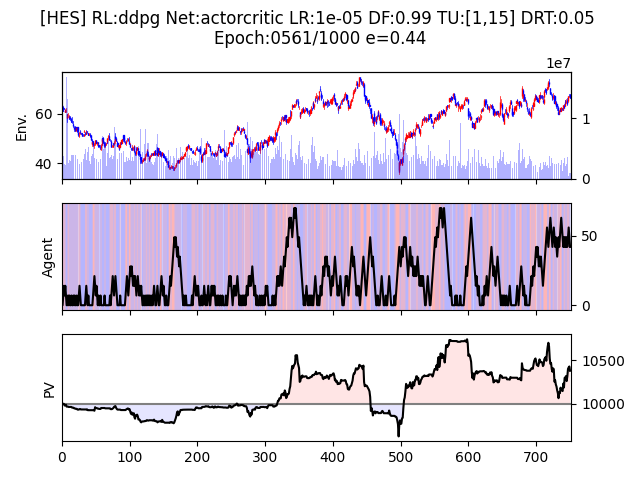 [HES] RL:ddpg Net:actorcritic LR:1e-05 DF:0.99 TU:[1,15] DRT:0.05
Epoch:0561/1000 e=0.44
1e7
Env.
60
40
1
0
Agent
50
0
PV
10500
10000
0 100 200 300 400 500 600 700